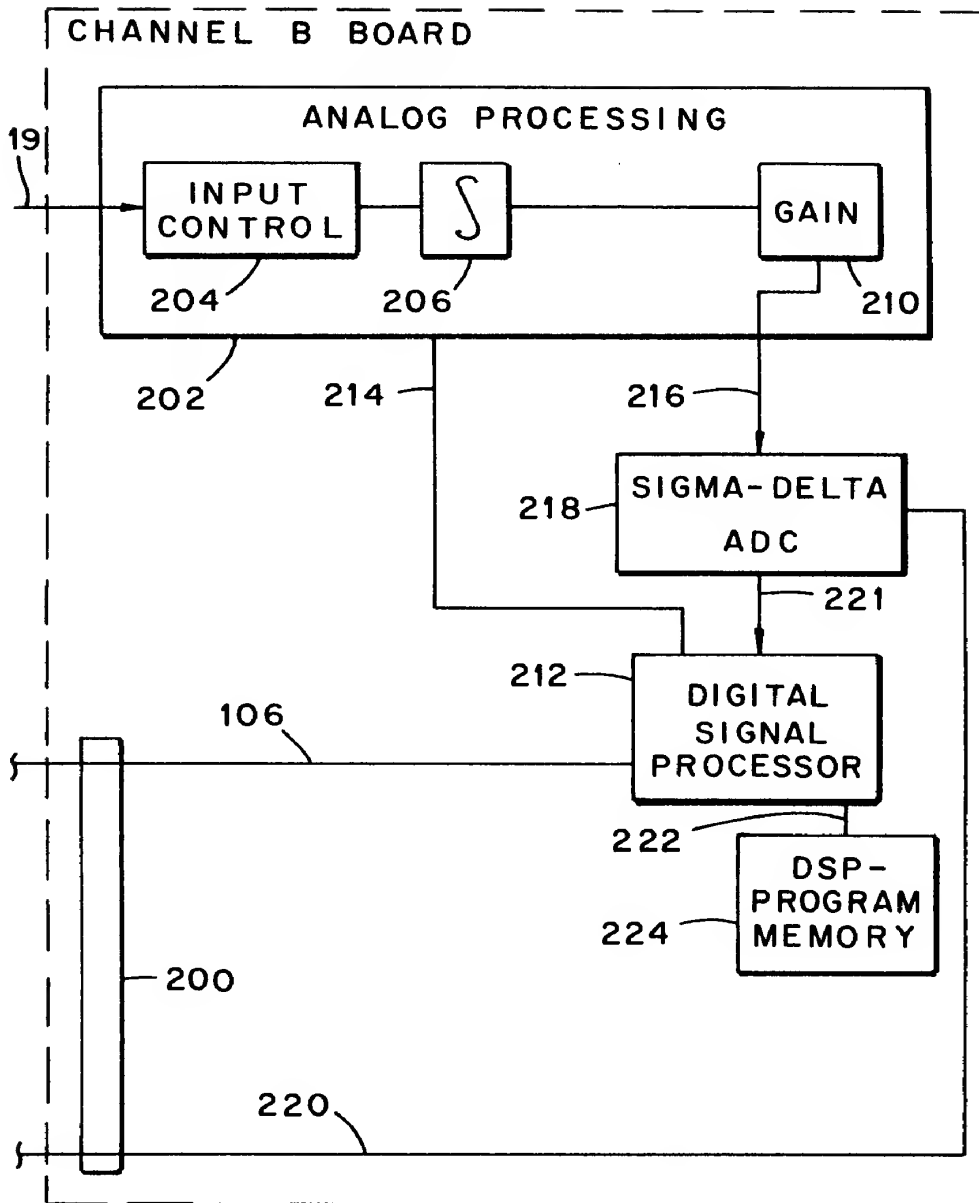 CHANNEL B BOARD
ANALOG PROCESSING
19
INPUT
CONTROL
∫
GAIN
204
206
210
202
214
216
SIGMA-DELTA
ADC
218
221
212
DIGITAL
SIGNAL
PROCESSOR
106
222
DSP-
PROGRAM
MEMORY
224
200
220